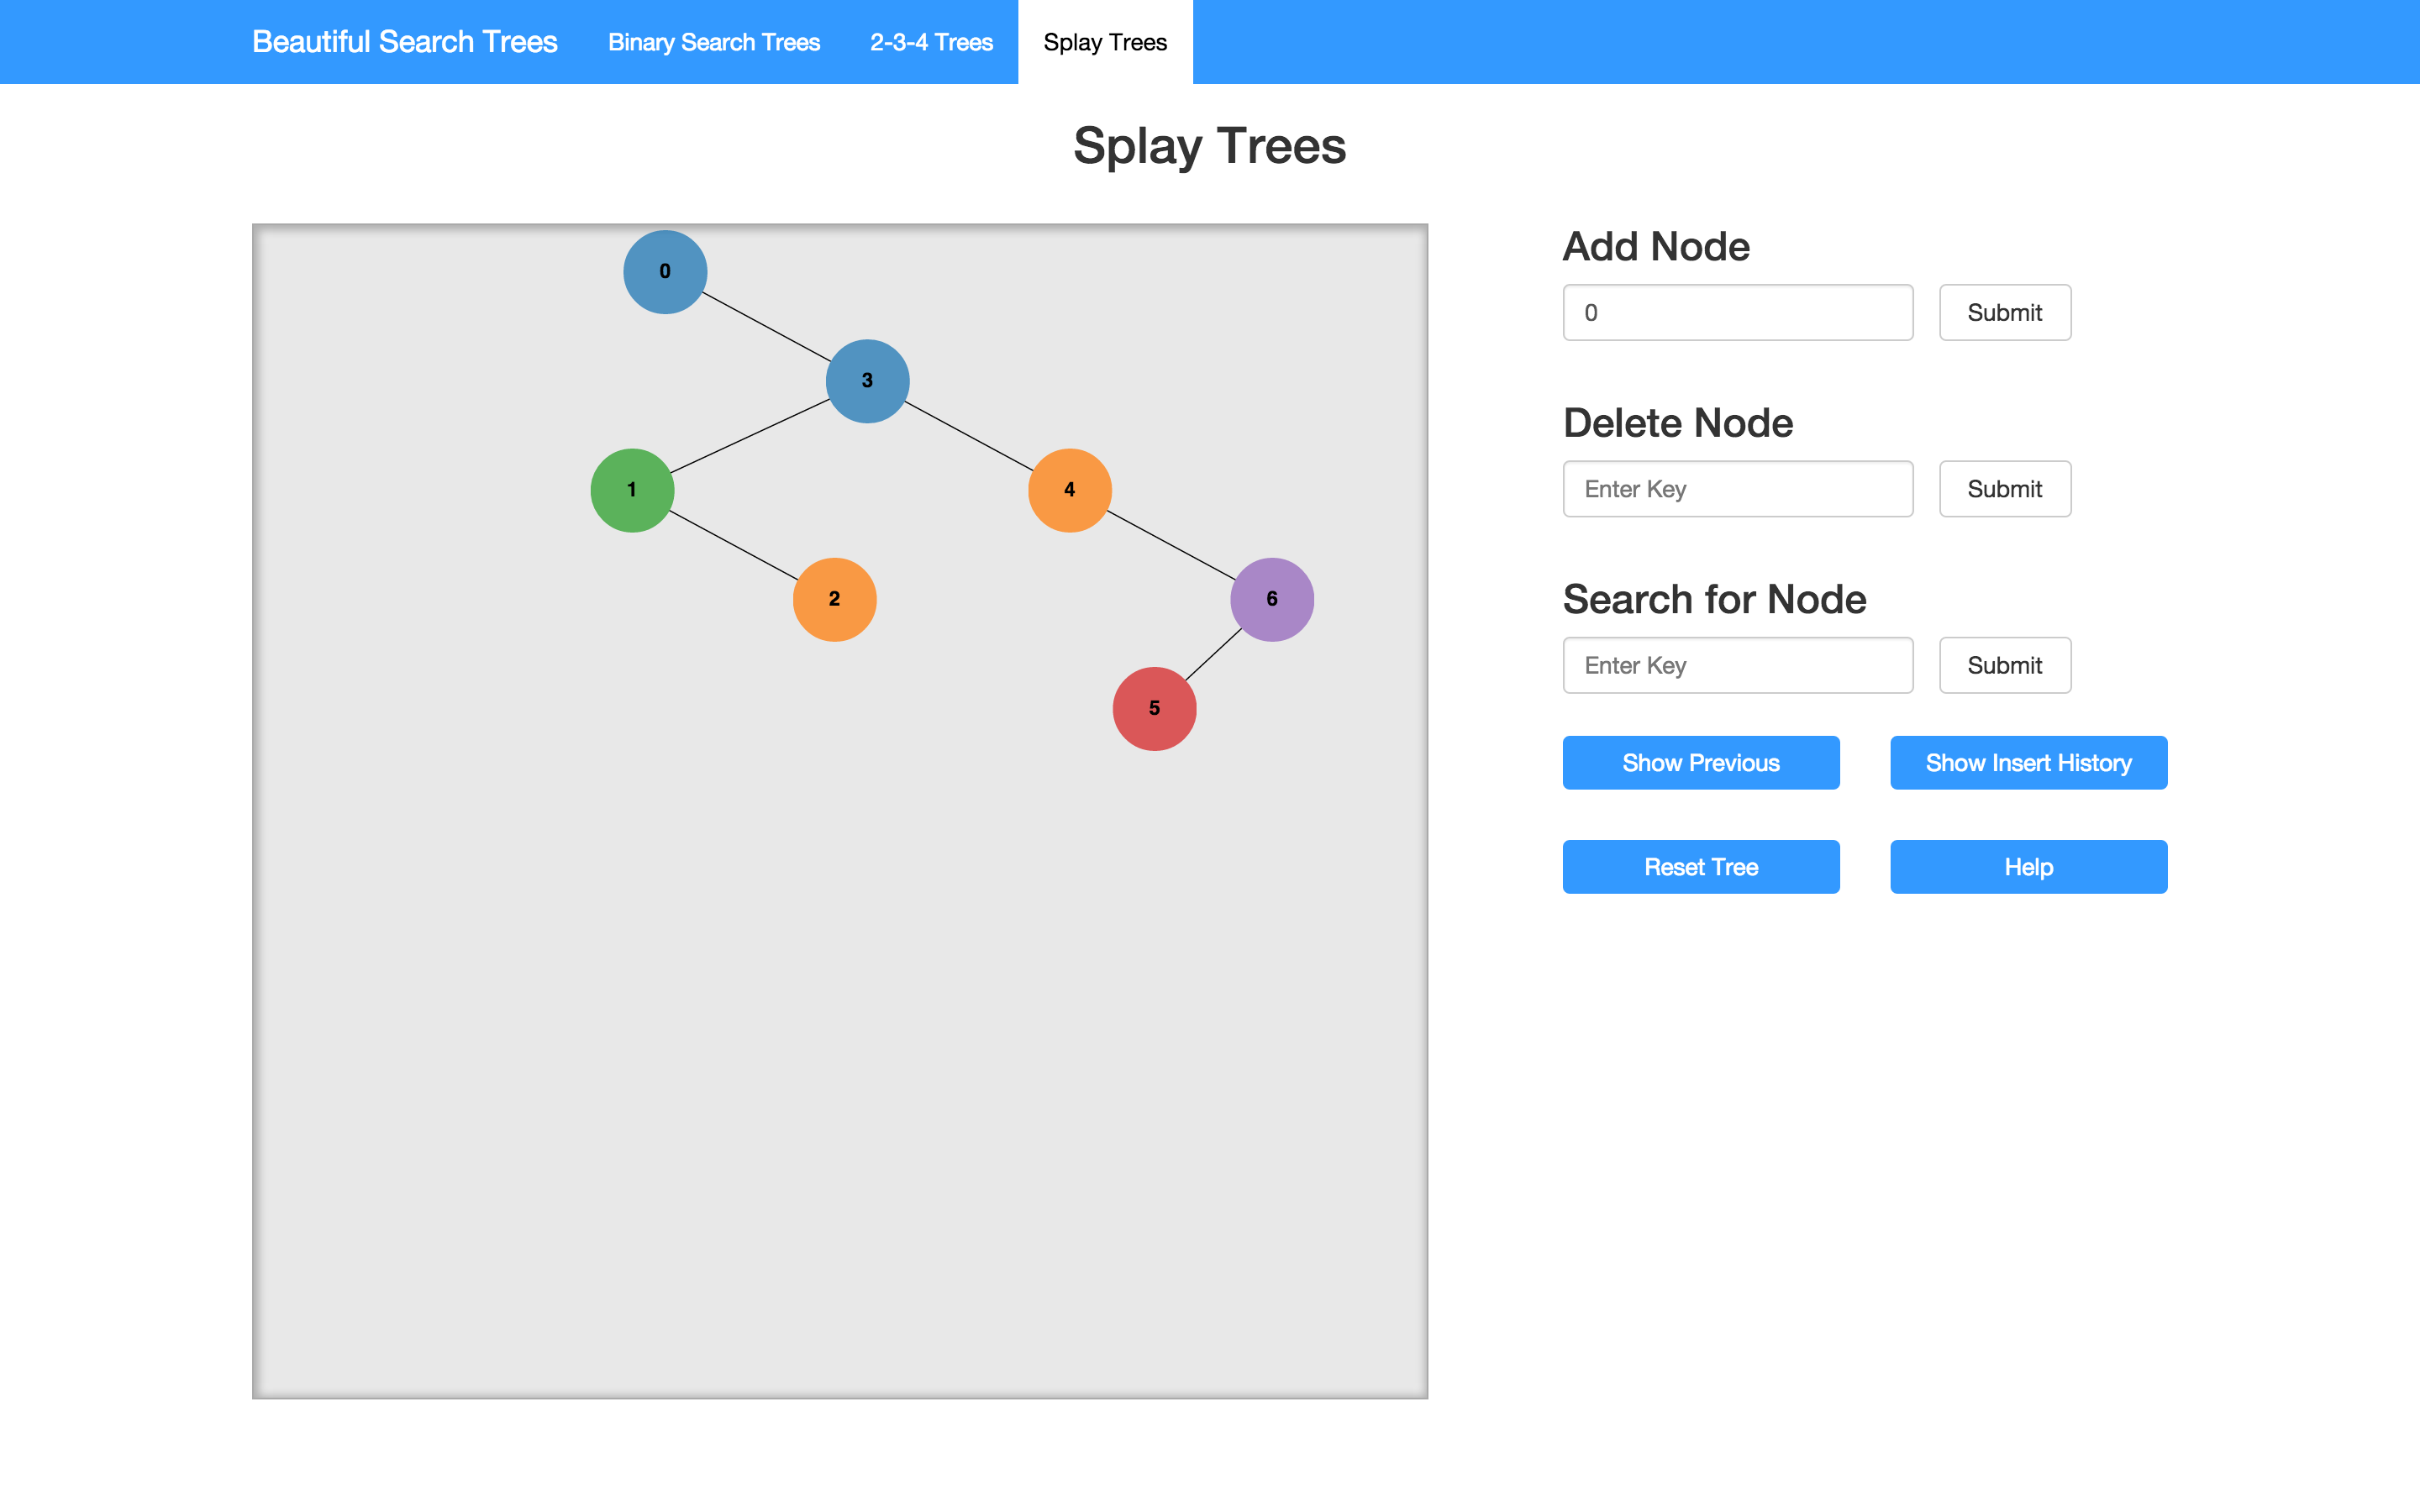 Beautiful Search Trees Binary Search Trees 2-3-4 Trees Splay Trees
Splay Trees
0
3
1
4
2
6
5
Add Node
0 Submit
Delete Node
Enter Key Submit
Search for Node
Enter Key Submit
Show Previous Show Insert History
Reset Tree Help